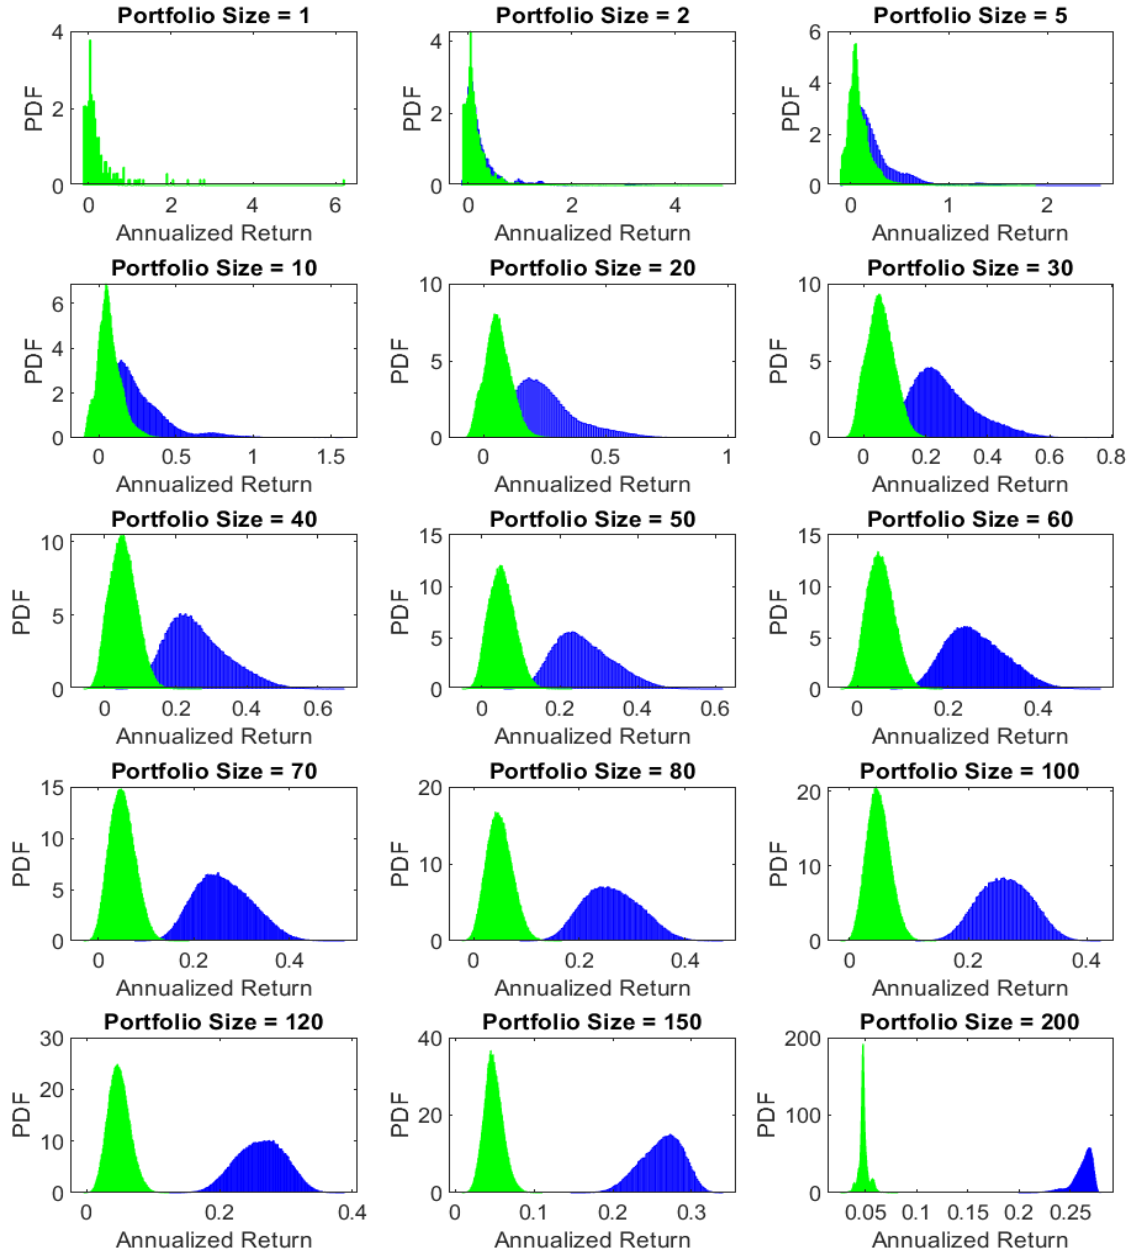 Portfolio Size = 1
4
2
0
PDF
0 2 4 6
Annualized Return
Portfolio Size = 2
4
2
0
PDF
0 2 4
Annualized Return
Portfolio Size = 5
6
4
2
0
PDF
0 1 2
Annualized Return
Portfolio Size = 10
6
4
2
0
PDF
0 0.5 1 1.5
Annualized Return
Portfolio Size = 20
10
5
0
PDF
0 0.5 1
Annualized Return
Portfolio Size = 30
10
5
0
PDF
0 0.2 0.4 0.6 0.8
Annualized Return
Portfolio Size = 40
10
5
0
PDF
0 0.2 0.4 0.6
Annualized Return
Portfolio Size = 50
15
10
5
0
PDF
0 0.2 0.4 0.6
Annualized Return
Portfolio Size = 60
15
10
5
0
PDF
0 0.2 0.4
Annualized Return
Portfolio Size = 70
15
10
5
0
PDF
0 0.2 0.4
Annualized Return
Portfolio Size = 80
20
10
0
PDF
0 0.2 0.4
Annualized Return
Portfolio Size = 100
20
10
0
PDF
0 0.2 0.4
Annualized Return
Portfolio Size = 120
30
20
10
0
PDF
0 0.2 0.4
Annualized Return
Portfolio Size = 150
40
20
0
PDF
0 0.1 0.2 0.3
Annualized Return
Portfolio Size = 200
200
100
0
PDF
0.05 0.1 0.15 0.2 0.25
Annualized Return